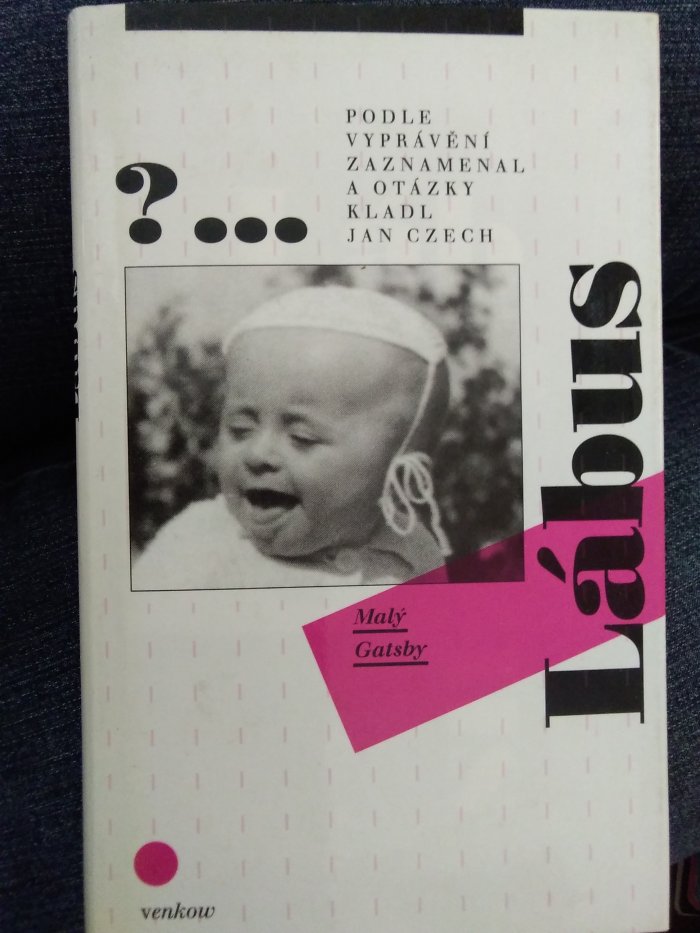 PODLE
VYPRÁVĚNÍ
ZAZNAMENAL
A OTÁZKY
KLADL
JAN CZECH
?...
Lábus
Malý
Gatsby
venkow